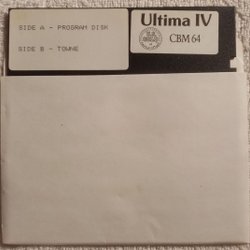 SIDE A - PROGRAM DISK
SIDE B - TOWNE
Ultima IV
CBM 64